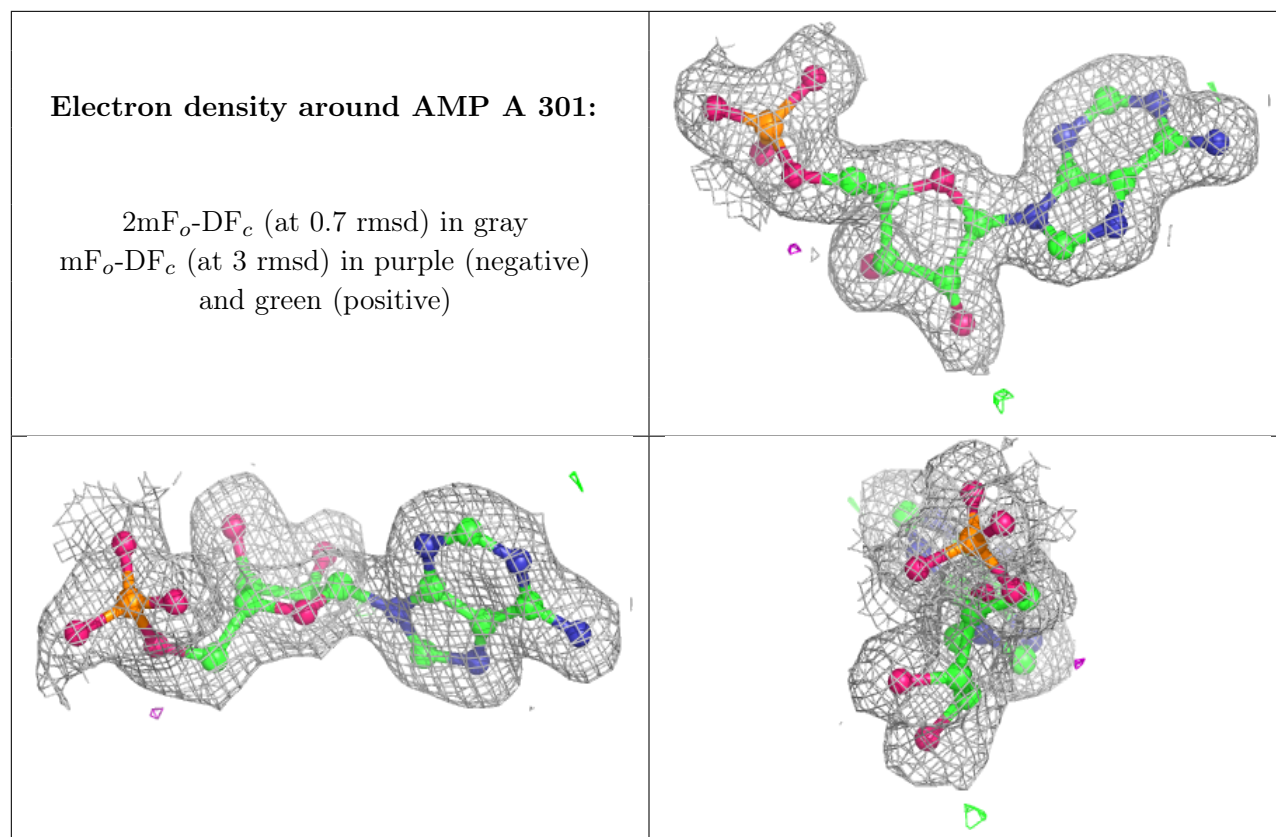 Electron density around AMP A 301:
2mFo-DFc (at 0.7 rmsd) in gray
mFo-DFc (at 3 rmsd) in purple (negative)
and green (positive)